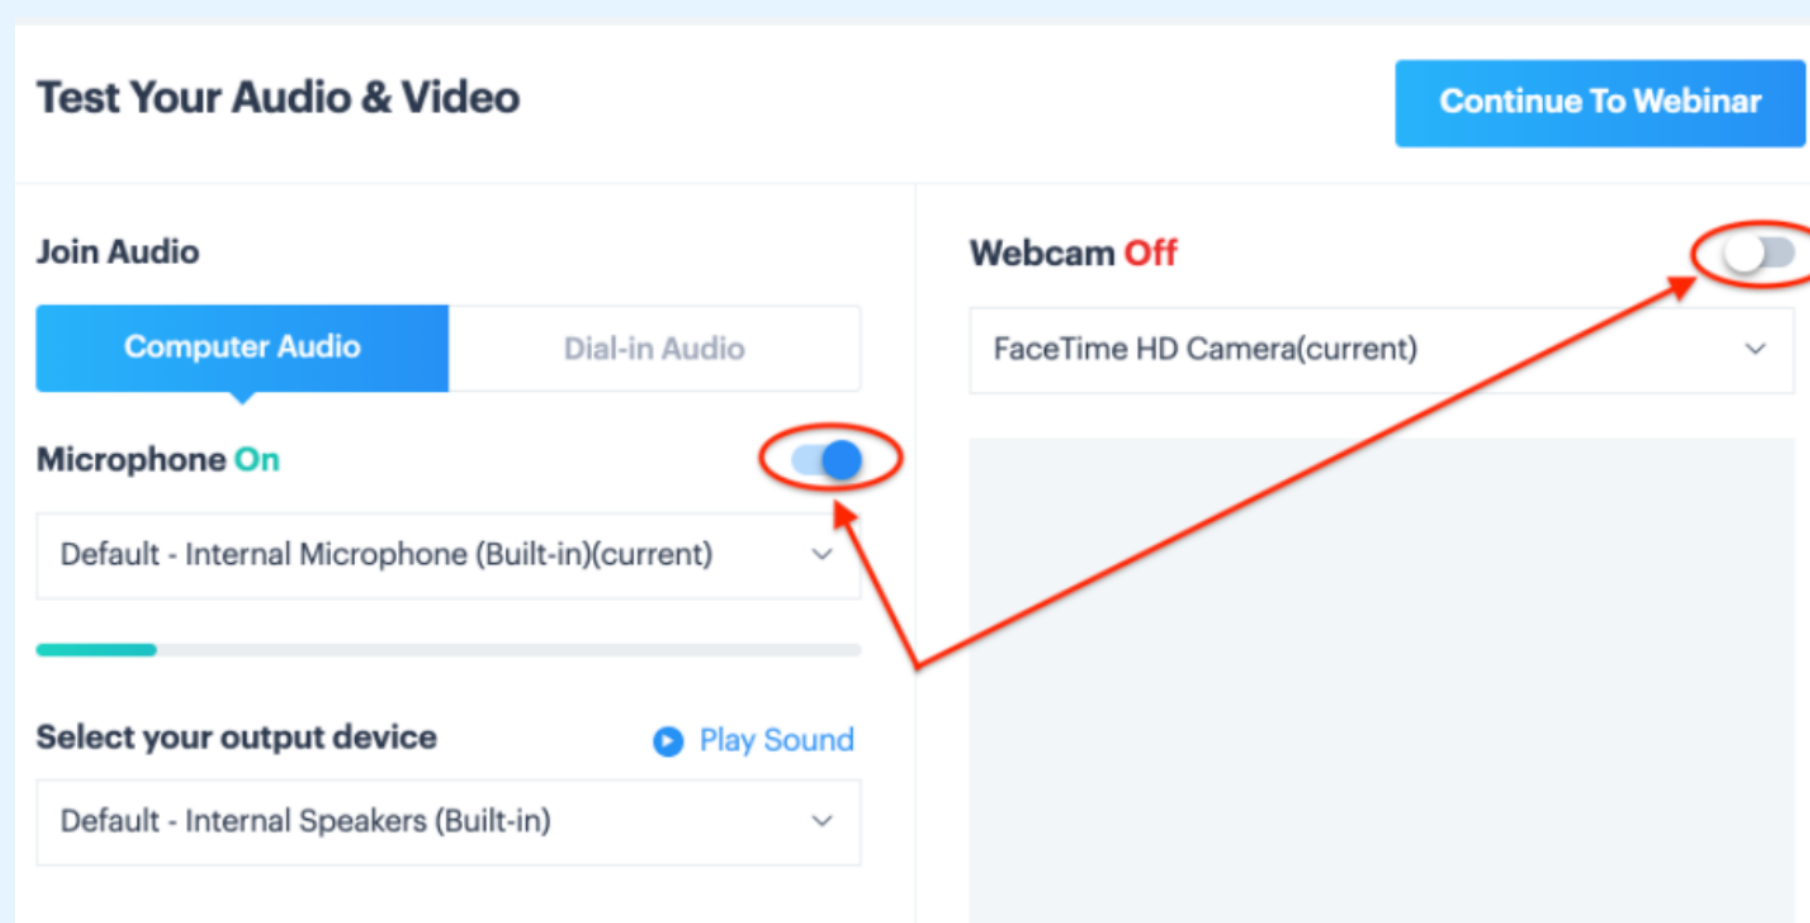 Test Your Audio & Video
Continue To Webinar
Join Audio
Computer Audio
Dial-in Audio
Microphone On
Default - Internal Microphone (Built-in)(current)
Select your output device
Play Sound
Default - Internal Speakers (Built-in)
Webcam Off
FaceTime HD Camera(current)